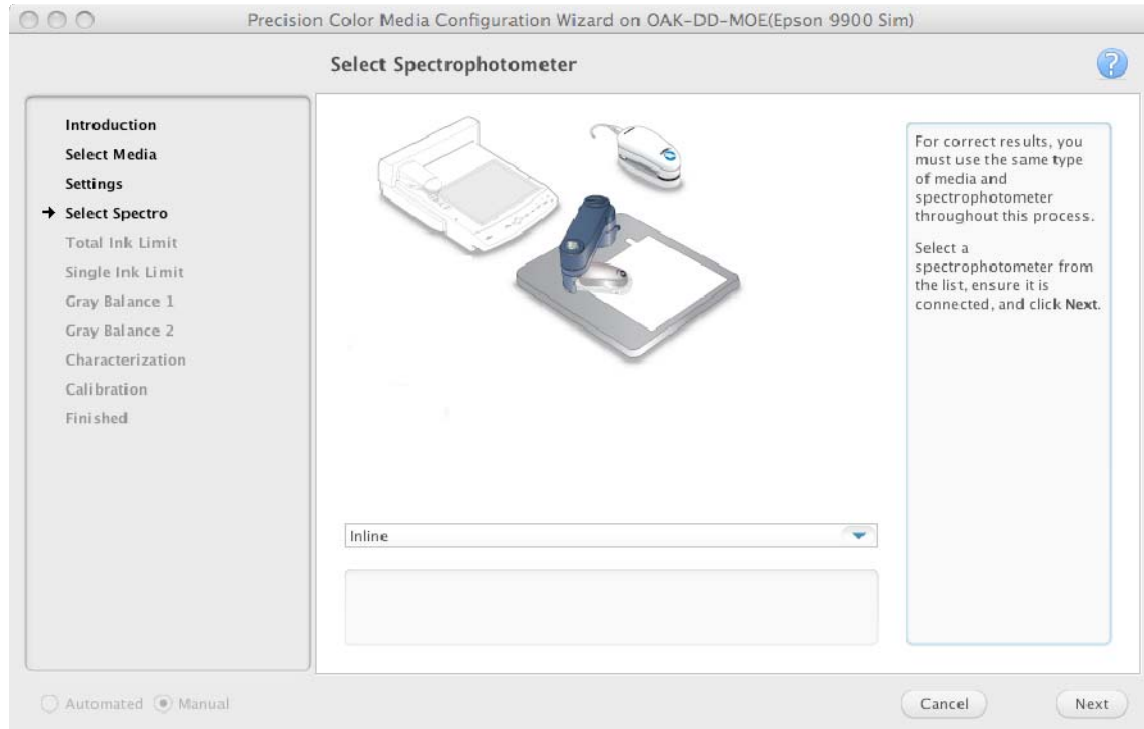 Precision Color Media Configuration Wizard on OAK-DD-MOE(Epson 9900 Sim)
Select Spectrophotometer
?
Introduction
Select Media
Settings
Select Spectro
Total Ink Limit
Single Ink Limit
Gray Balance 1
Gray Balance 2
Characterization
Calibration
Finished
For correct results, you
must use the same type
of media and
spectrophotometer
throughout this process.
Select a
spectrophotometer from
the list, ensure it is
connected, and click Next.
Inline
Automated Manual
Cancel
Next